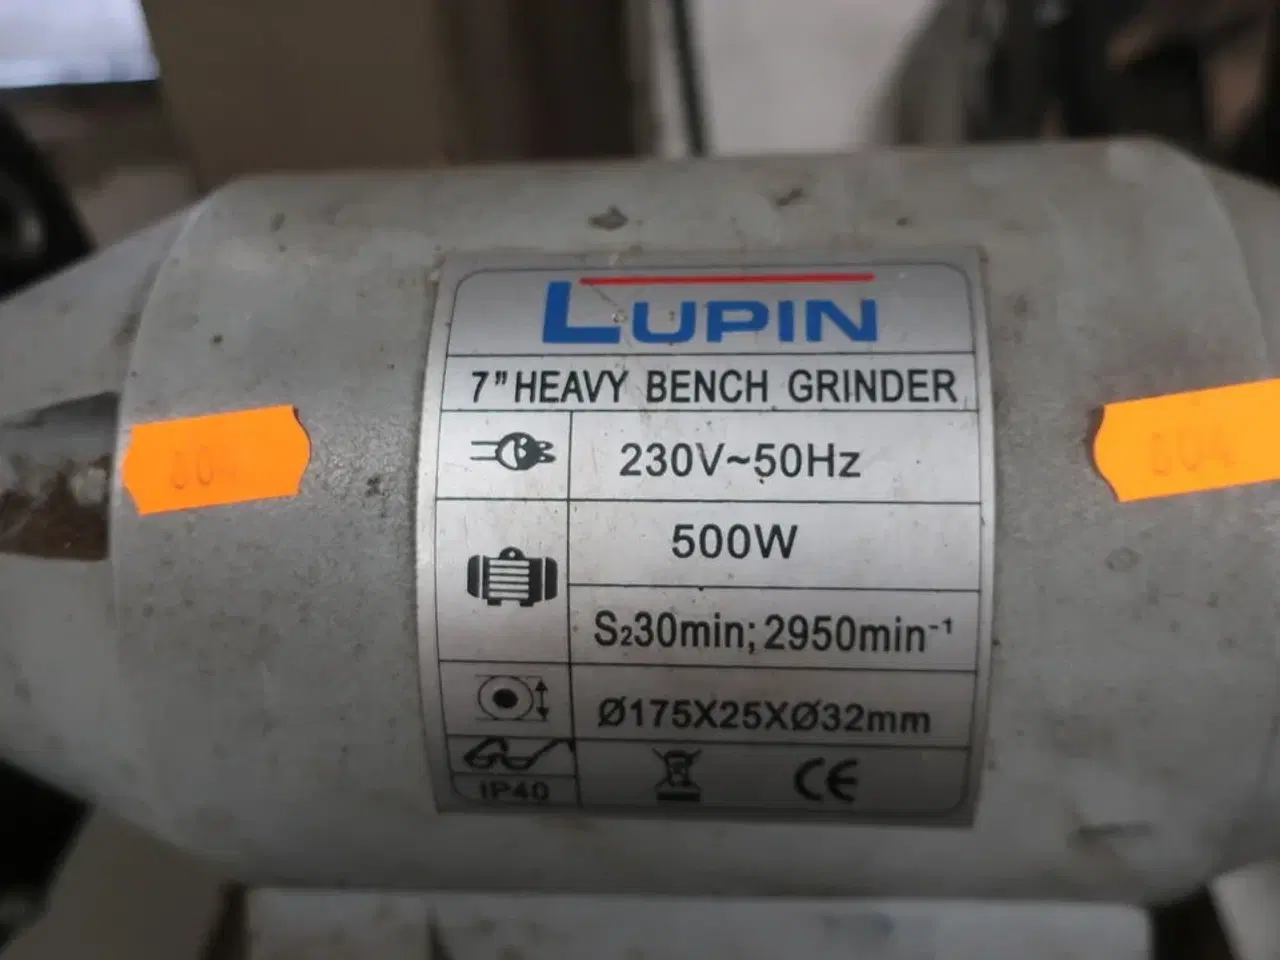 LUPIN
7" HEAVY BENCH GRINDER
230V~50Hz
500W
S₂30min; 2950min⁻¹
Ø175X25XØ32mm
IP40
CE